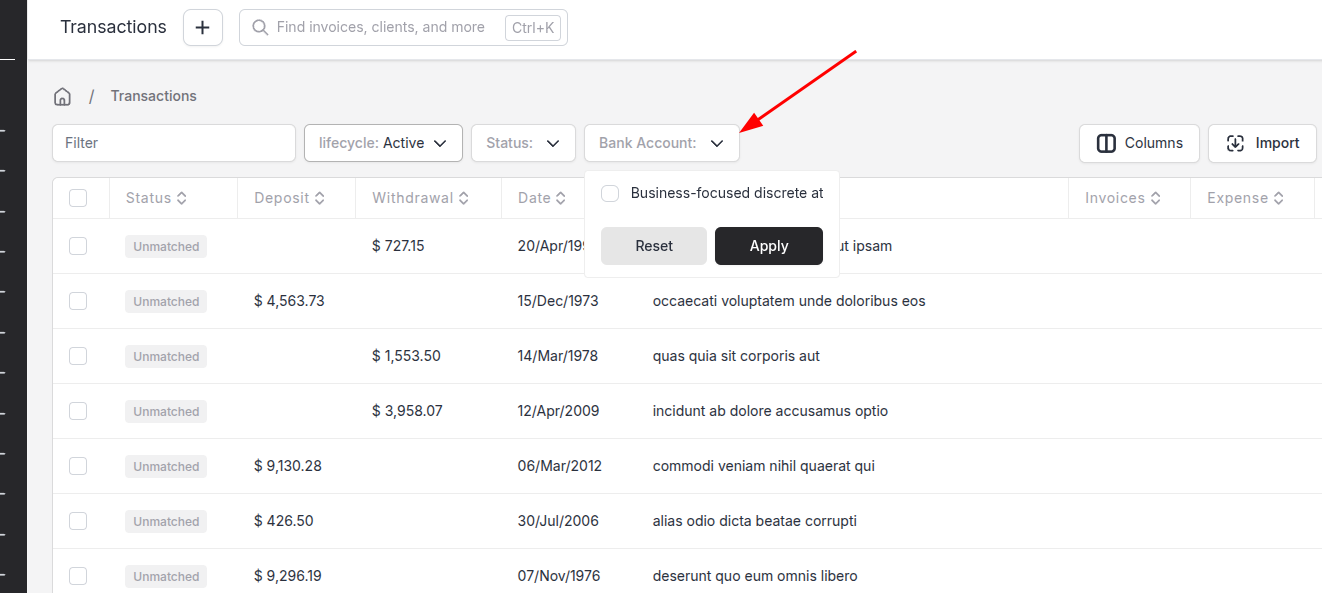 Transactions
Find invoices, clients, and more Ctrl+K
/ Transactions
Filter lifecycle: Active Status: Bank Account: Columns Import
Status Deposit Withdrawal Date Invoices Expense
Business-focused discrete at
Reset Apply
Unmatched $ 727.15 20/Apr/19 ipsam
Unmatched $ 4,563.73 15/Dec/1973 occaecati voluptatem unde doloribus eos
Unmatched $ 1,553.50 14/Mar/1978 quas quia sit corporis aut
Unmatched $ 3,958.07 12/Apr/2009 incidunt ab dolore accusamus optio
Unmatched $ 9,130.28 06/Mar/2012 commodi veniam nihil quaerat qui
Unmatched $ 426.50 30/Jul/2006 alias odio dicta beatae corrupti
Unmatched $ 9,296.19 07/Nov/1976 deserunt quo eum omnis libero